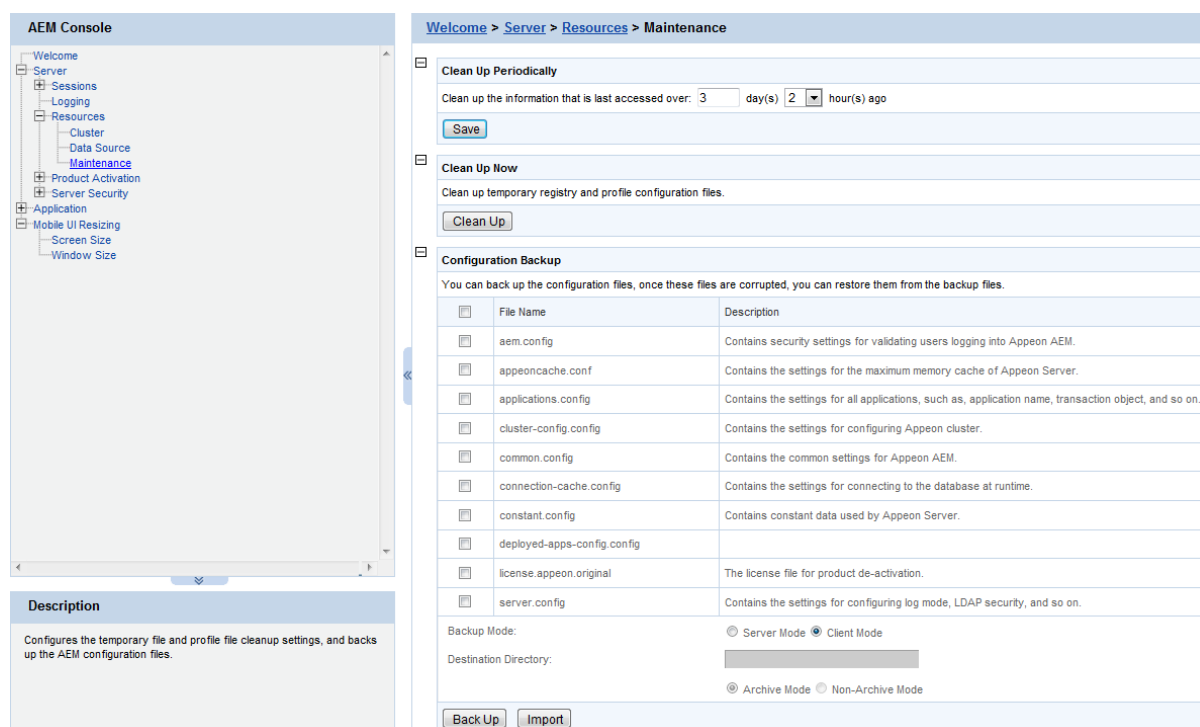 AEM Console
Welcome
Server
Sessions
Logging
Resources
Cluster
Data Source
Maintenance
Product Activation
Server Security
Application
Mobile UI Resizing
Screen Size
Window Size
Description
Configures the temporary file and profile file cleanup settings, and backs
up the AEM configuration files.
Welcome > Server > Resources > Maintenance
Clean Up Periodically
Clean up the information that is last accessed over: 3 day(s) 2 hour(s) ago
Save
Clean Up Now
Clean up temporary registry and profile configuration files.
Clean Up
Configuration Backup
You can back up the configuration files, once these files are corrupted, you can restore them from the backup files.
File Name Description
aem.config Contains security settings for validating users logging into Appeon AEM.
appeoncache.conf Contains the settings for the maximum memory cache of Appeon Server.
applications.config Contains the settings for all applications, such as, application name, transaction object, and so on.
cluster-config.config Contains the settings for configuring Appeon cluster.
common.config Contains the common settings for Appeon AEM.
connection-cache.config Contains the settings for connecting to the database at runtime.
constant.config Contains constant data used by Appeon Server.
deployed-apps-config.config
license.appeon.original The license file for product de-activation.
server.config Contains the settings for configuring log mode, LDAP security, and so on.
Backup Mode: Server Mode Client Mode
Destination Directory:
Archive Mode Non-Archive Mode
Back Up Import